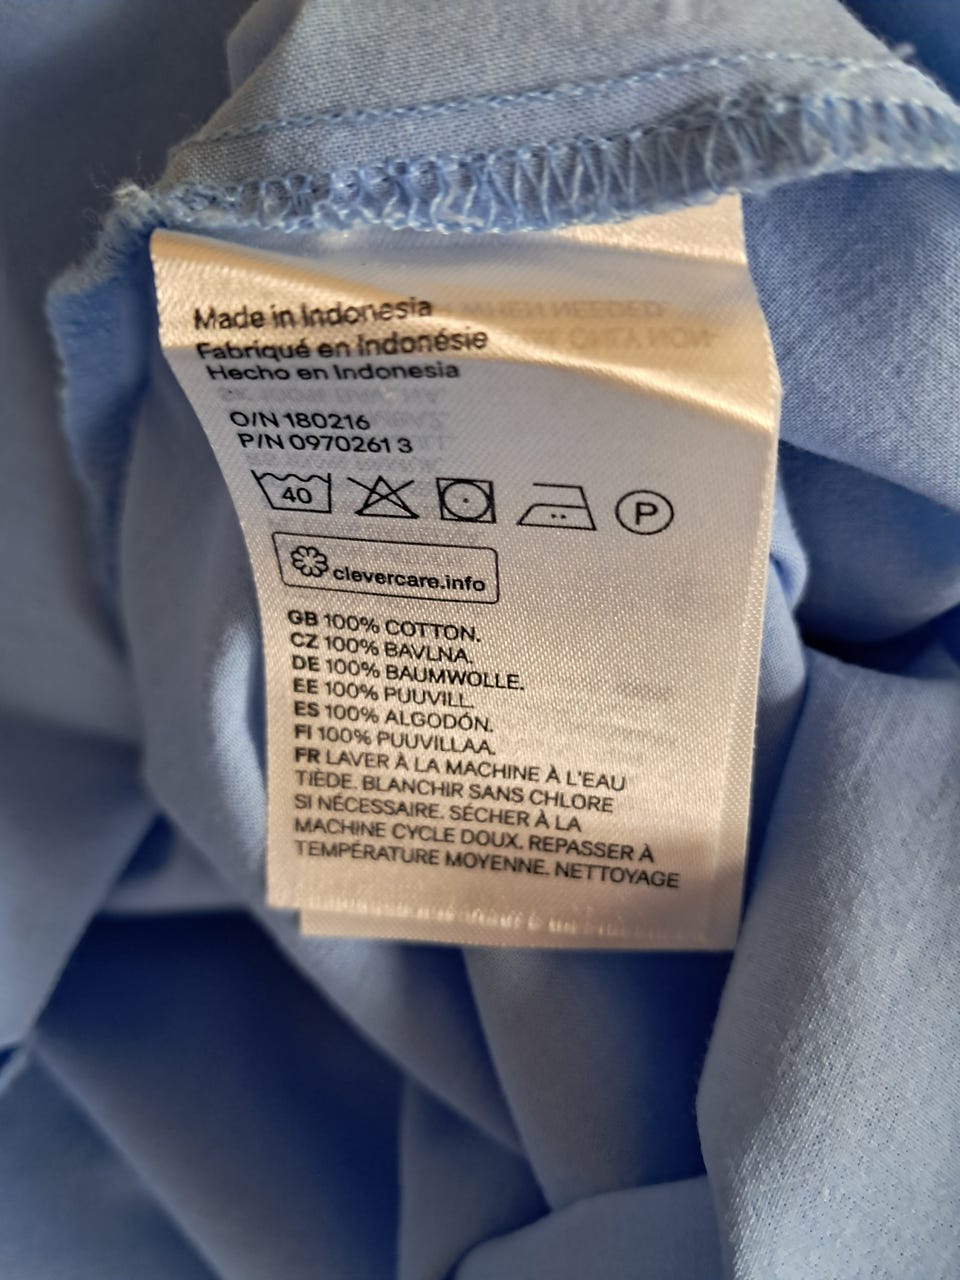 Made in Indonesia
Fabriqué en Indonésie
Hecho en Indonesia
O/N 180216
P/N 0970261 3
40
P
clevercare.info
GB 100% COTTON.
CZ 100% BAVLNA.
DE 100% BAUMWOLLE.
EE 100% PUUVILL.
ES 100% ALGODÓN.
FI 100% PUUVILLAA.
FR LAVER À LA MACHINE À L'EAU
TIÈDE. BLANCHIR SANS CHLORE
SI NÉCESSAIRE. SÉCHER À LA
MACHINE CYCLE DOUX. REPASSER À
TEMPÉRATURE MOYENNE. NETTOYAGE